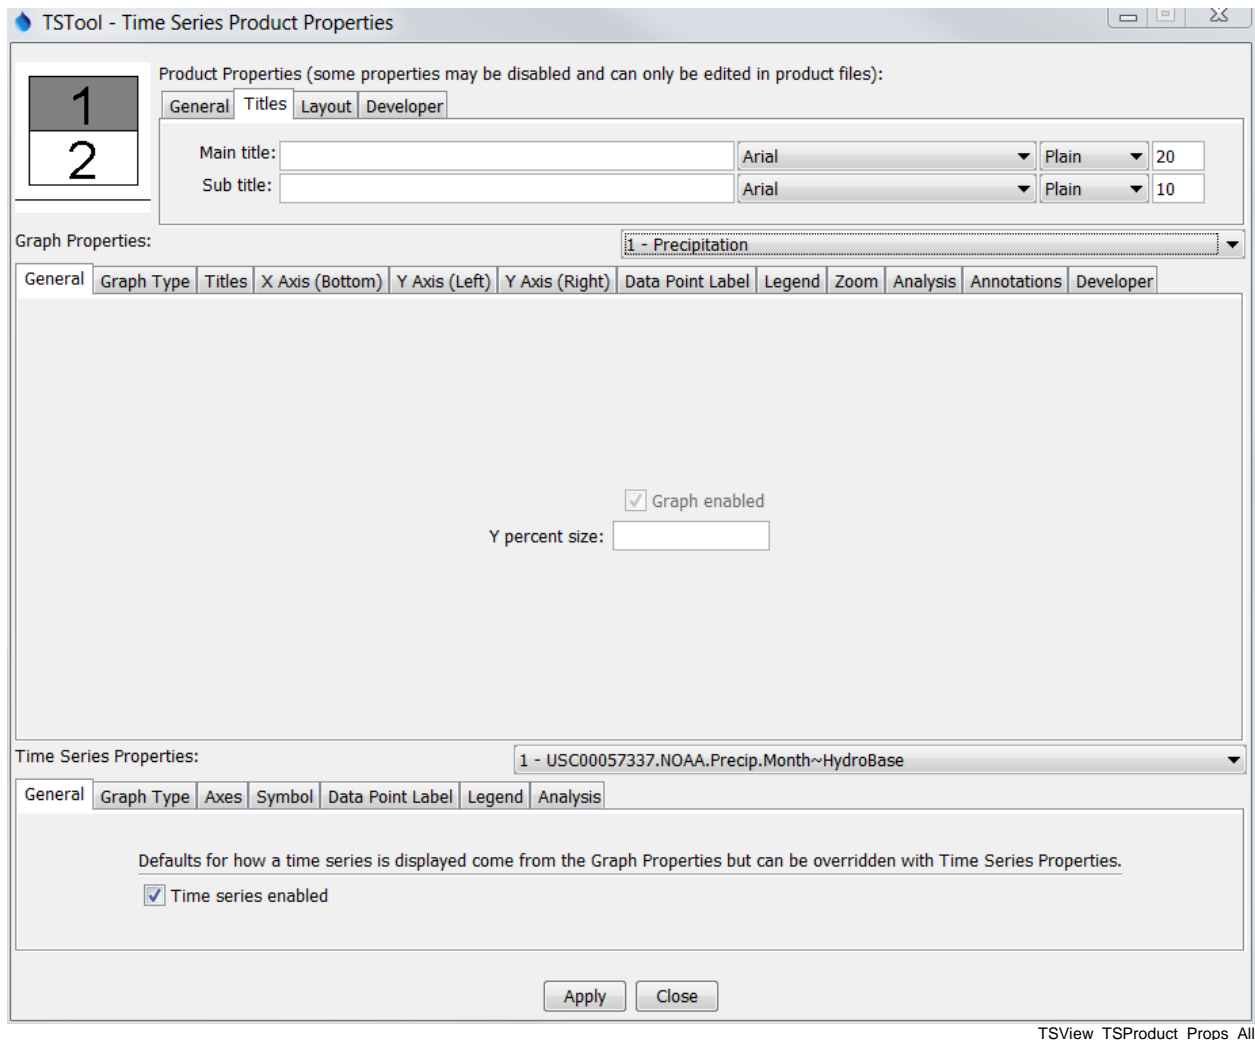 TSTool - Time Series Product Properties
1
2
Product Properties (some properties may be disabled and can only be edited in product files):
General Titles Layout Developer
Main title: Arial Plain 20
Sub title: Arial Plain 10
Graph Properties: 1 - Precipitation
General Graph Type Titles X Axis (Bottom) Y Axis (Left) Y Axis (Right) Data Point Label Legend Zoom Analysis Annotations Developer
Graph enabled
Y percent size:
Time Series Properties: 1 - USC00057337.NOAA.Precip.Month~HydroBase
General Graph Type Axes Symbol Data Point Label Legend Analysis
Defaults for how a time series is displayed come from the Graph Properties but can be overridden with Time Series Properties.
Time series enabled
Apply Close
TSView_TSProduct_Props_All